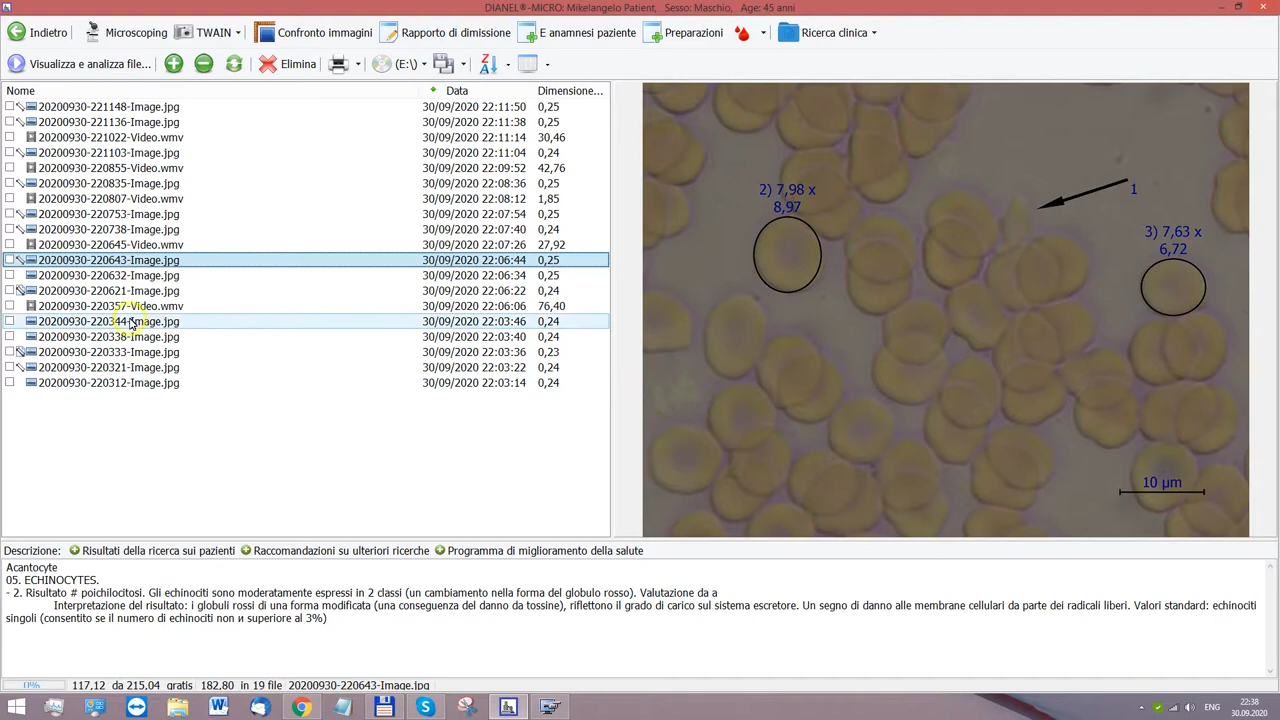 DIANEL®-MICRO: Mikelangelo Patient, Sesso: Maschio, Age: 45 anni
Indietro Microscoping TWAIN Confronto immagini Rapporto di dimissione E anamnesi paziente Preparazioni Ricerca clinica
Visualizza e analizza file... Elimina (E:\)
Nome Data Dimensione...
20200930-221148-Image.jpg 30/09/2020 22:11:50 0,25
20200930-221136-Image.jpg 30/09/2020 22:11:38 0,25
20200930-221022-Video.wmv 30/09/2020 22:11:14 30,46
20200930-221103-Image.jpg 30/09/2020 22:11:04 0,24
20200930-220855-Video.wmv 30/09/2020 22:09:52 42,76
20200930-220835-Image.jpg 30/09/2020 22:08:36 0,25
20200930-220807-Video.wmv 30/09/2020 22:08:12 1,85
20200930-220753-Image.jpg 30/09/2020 22:07:54 0,25
20200930-220738-Image.jpg 30/09/2020 22:07:40 0,24
20200930-220645-Video.wmv 30/09/2020 22:07:26 27,92
20200930-220643-Image.jpg 30/09/2020 22:06:44 0,25
20200930-220632-Image.jpg 30/09/2020 22:06:34 0,25
20200930-220621-Image.jpg 30/09/2020 22:06:22 0,24
20200930-220357-Video.wmv 30/09/2020 22:06:06 76,40
20200930-220344-Image.jpg 30/09/2020 22:03:46 0,24
20200930-220338-Image.jpg 30/09/2020 22:03:40 0,24
20200930-220333-Image.jpg 30/09/2020 22:03:36 0,23
20200930-220321-Image.jpg 30/09/2020 22:03:22 0,24
20200930-220312-Image.jpg 30/09/2020 22:03:14 0,24
2) 7,98 x
8,97
1
3) 7,63 x
6,72
10 µm
Descrizione: Risultati della ricerca sui pazienti Raccomandazioni su ulteriori ricerche Programma di miglioramento della salute
Acantocyte
05. ECHINOCYTES.
- 2. Risultato # poichilocitosi. Gli echinociti sono moderatamente espressi in 2 classi (un cambiamento nella forma del globulo rosso). Valutazione da a
Interpretazione del risultato: i globuli rossi di una forma modificata (una conseguenza del danno da tossine), riflettono il grado di carico sul sistema escretore. Un segno di danno alle membrane cellulari da parte dei radicali liberi. Valori standard: echinociti
singoli (consentito se il numero di echinociti non и superiore al 3%)
0% 117,12 da 215,04 gratis 182,80 in 19 file 20200930-220643-Image.jpg
ENG
22:38
30.09.2020